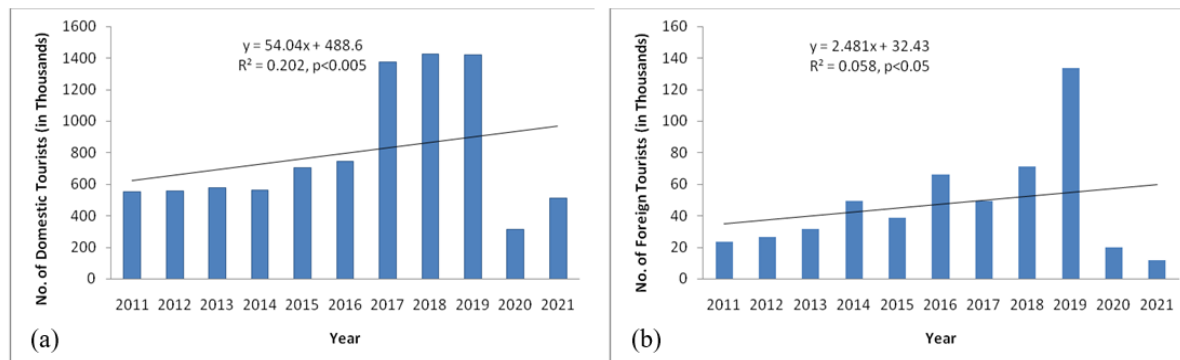 1600
1400
1200
1000
800
600
400
200
0
No. of Domestic Tourists (in Thousands)
y = 54.04x + 488.6
R² = 0.202, p<0.005
2011 2012 2013 2014 2015 2016 2017 2018 2019 2020 2021
Year
(a)
160
140
120
100
80
60
40
20
0
No. of Foreign Tourists (in Thousands)
y = 2.481x + 32.43
R² = 0.058, p<0.05
2011 2012 2013 2014 2015 2016 2017 2018 2019 2020 2021
Year
(b)